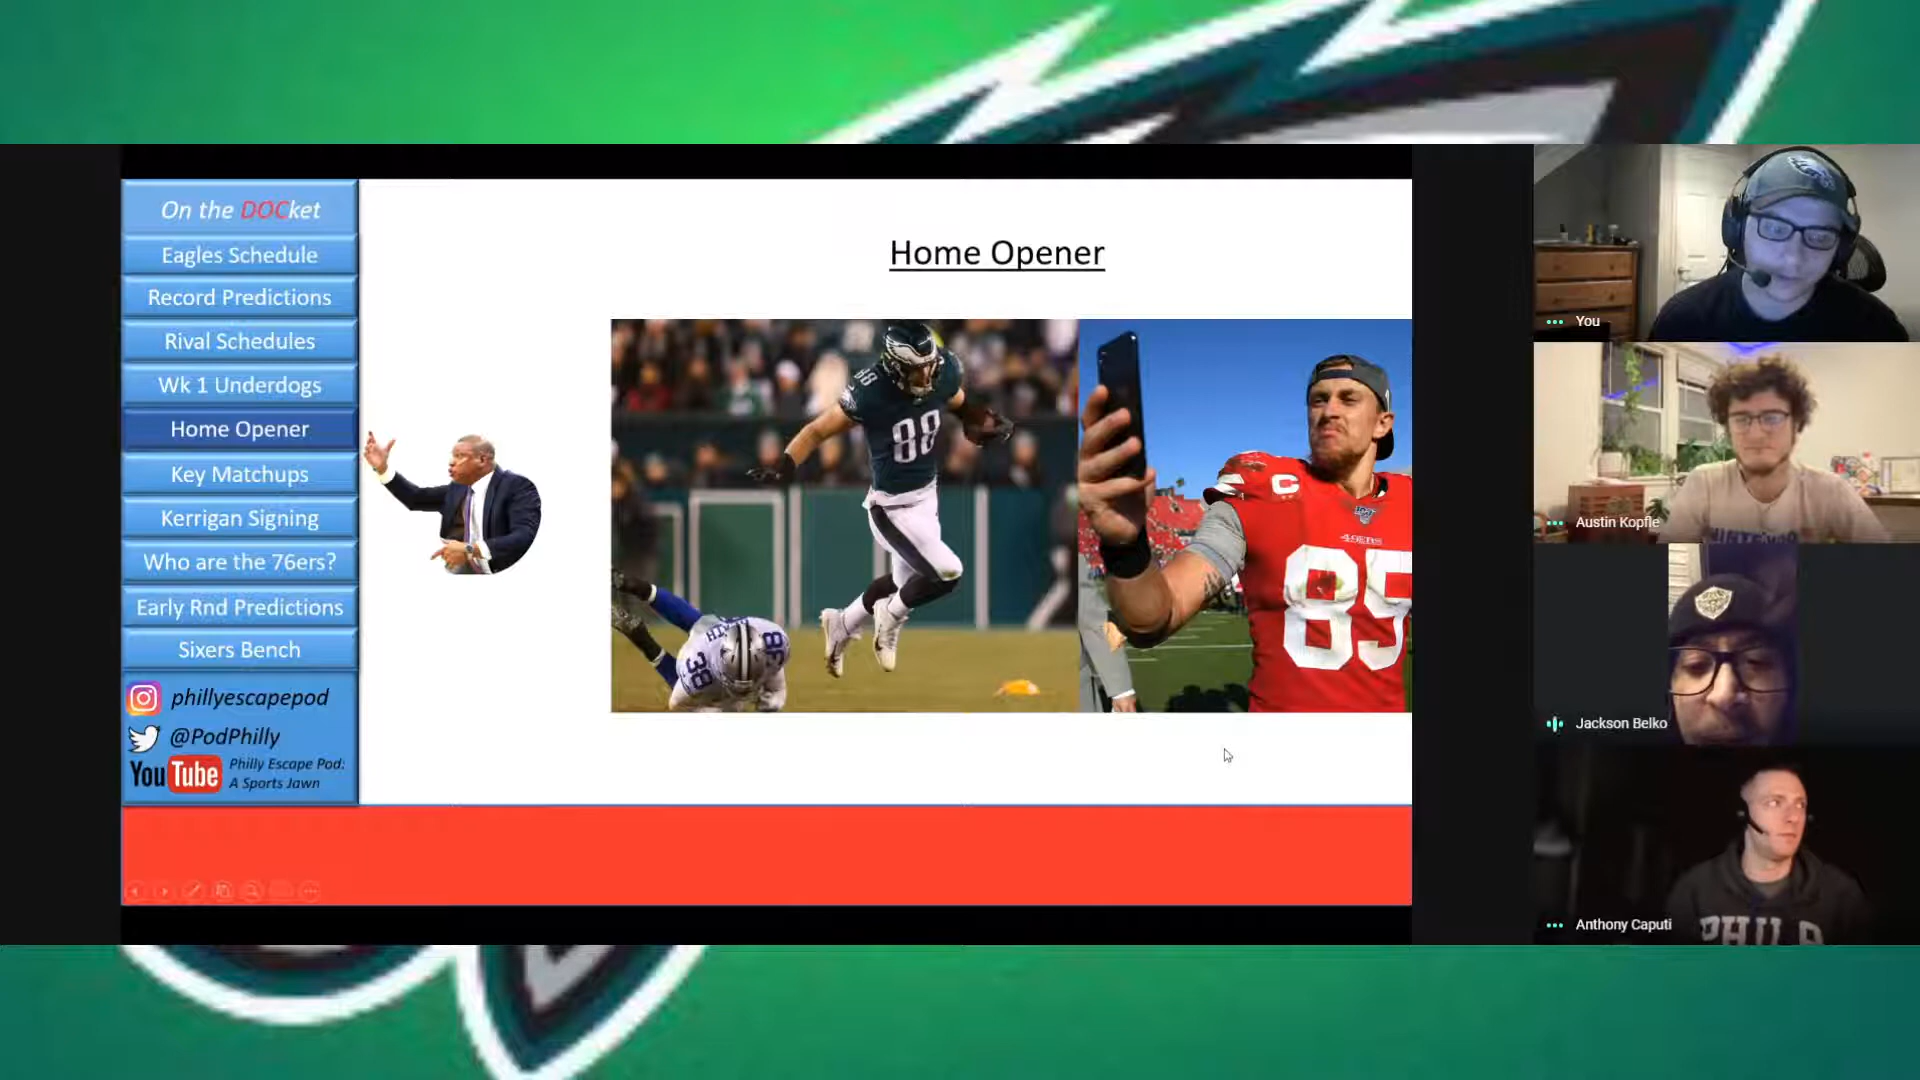 On the DOCket
Eagles Schedule
Record Predictions
Rival Schedules
Wk 1 Underdogs
Home Opener
Key Matchups
Kerrigan Signing
Who are the 76ers?
Early Rnd Predictions
Sixers Bench
phillyescapepod
@PodPhilly
YouTube
Philly Escape Pod:
A Sports Jawn
Home Opener
88
88
38
38
C
49ERS
85
You
Austin Kopfle
Jackson Belko
Anthony Caputi